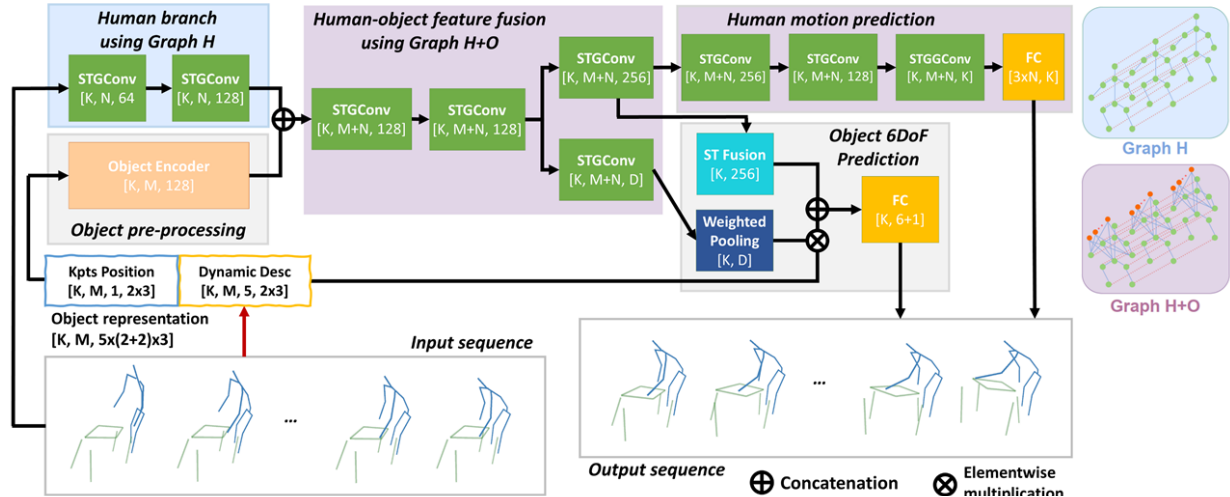 Human branch
using Graph H
STGConv
[K, N, 64
STGConv
[K, N, 128]
Object Encoder
[K, M, 128]
Object pre-processing
Kpts Position
[K, M, 1, 2x3]
Dynamic Desc
[K, M, 5, 2x3]
Object representation
[K, M, 5x(2+2)x3]
Human-object feature fusion
using Graph H+O
STGConv
[K, M+N, 128]
STGConv
[K, M+N, 128]
STGConv
[K, M+N, 256]
STGConv
[K, M+N, D]
Human motion prediction
STGConv
[K, M+N, 256]
STGConv
[K, M+N, 128]
STGGConv
[K, M+N, K]
FC
[3xN, K]
Object 6DoF
Prediction
ST Fusion
[K, 256]
Weighted
Pooling
[K, D]
FC
[K, 6+1]
Graph H
Graph H+O
Input sequence
...
...
Output sequence
Concatenation
Elementwise
multiplication